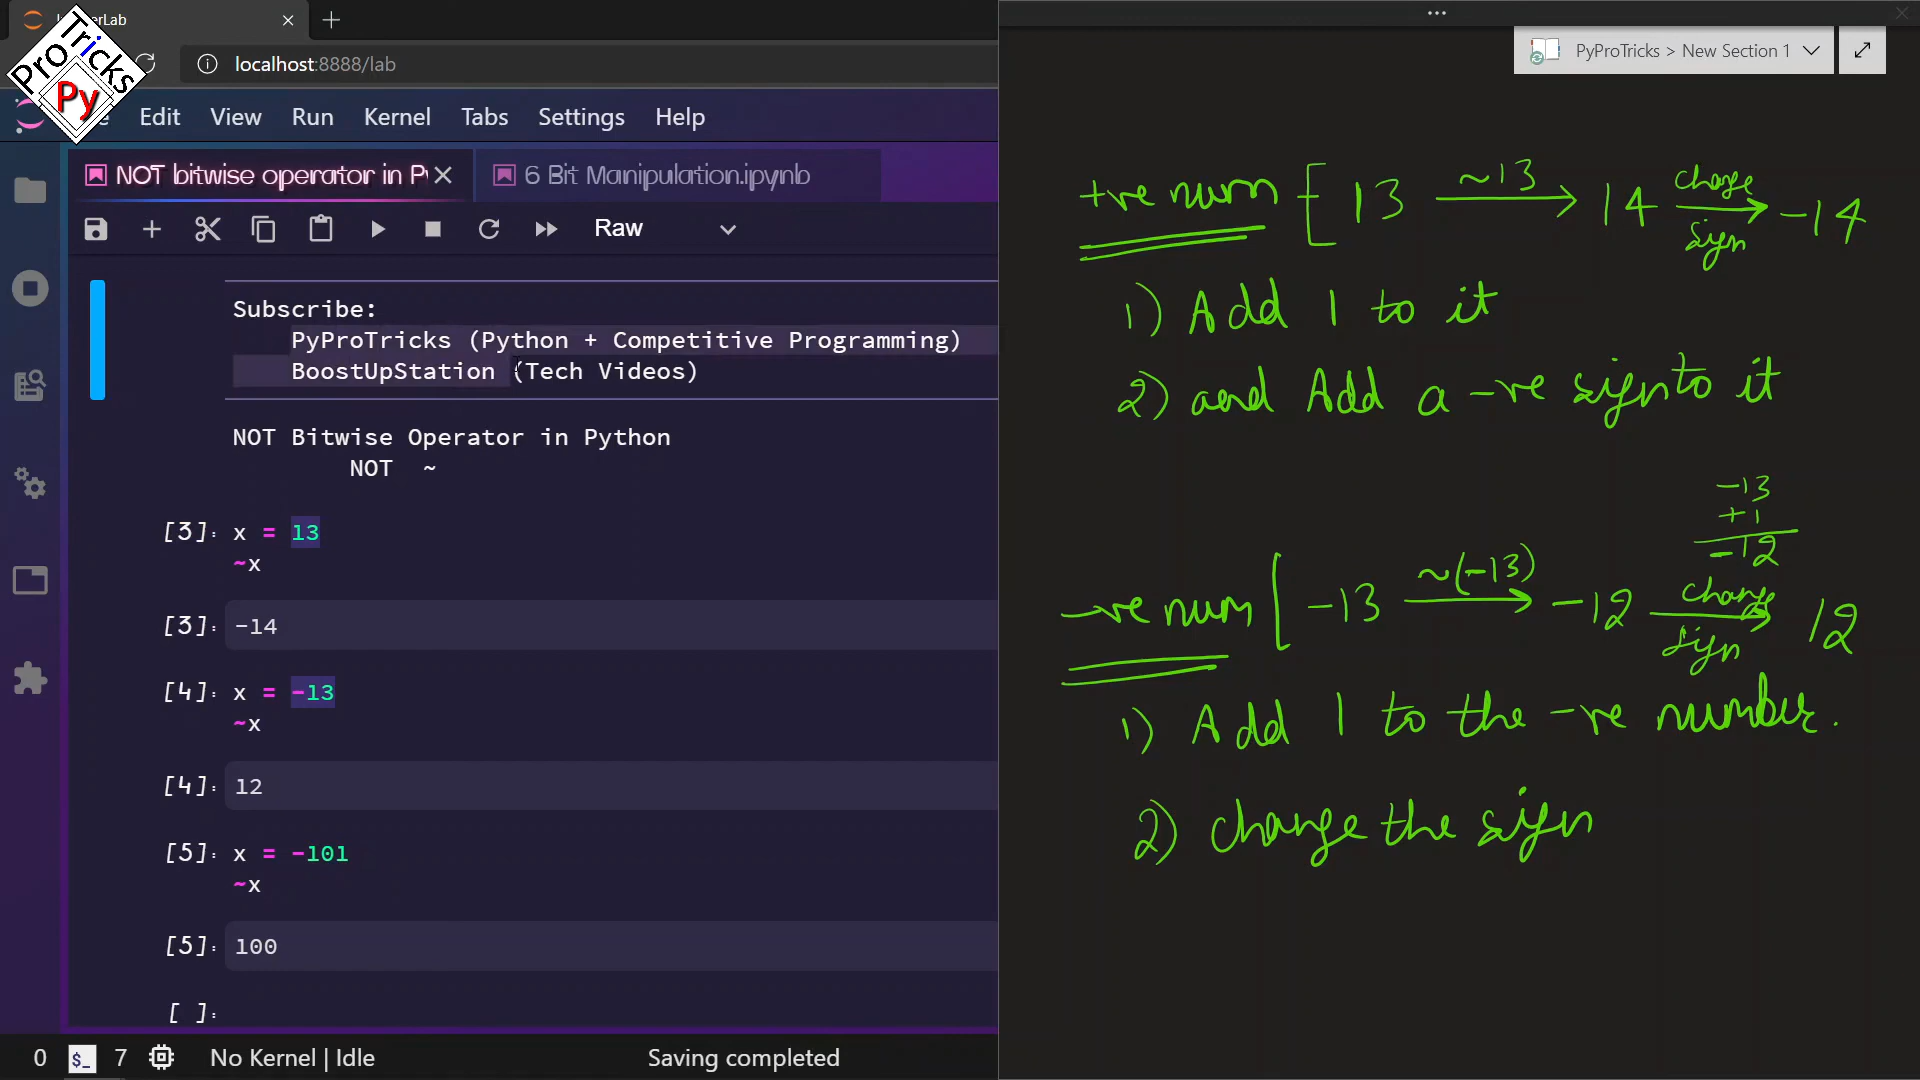 erLab
ProTricks
Py
localhost:8888/lab
Edit View Run Kernel Tabs Settings Help
NOT bitwise operator in P
6 Bit Manipulation.ipynb
Raw
Subscribe:
PyProTricks (Python + Competitive Programming)
BoostUpStation (Tech Videos)
NOT Bitwise Operator in Python
NOT ~
[3]: x = 13
~x
[3]: -14
[4]: x = -13
~x
[4]: 12
[5]: x = -101
~x
[5]: 100
[ ]:
0 $_ 7 No Kernel | Idle Saving completed
PyProTricks > New Section 1
+ve num [ 13 ~13 14 change sign -14
1) Add 1 to it
2) and Add a -ve sign to it
-13
+1
-12
-ve num [ -13 ~(-13) -12 change sign 12
1) Add 1 to the -ve number.
2) change the sign